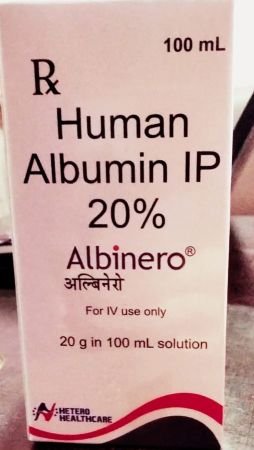 100 mL
Rx
Human
Albumin IP
20%
Albinero®
अल्बिनेरो
For IV use only
20 g in 100 mL solution
HETERO
HEALTHCARE